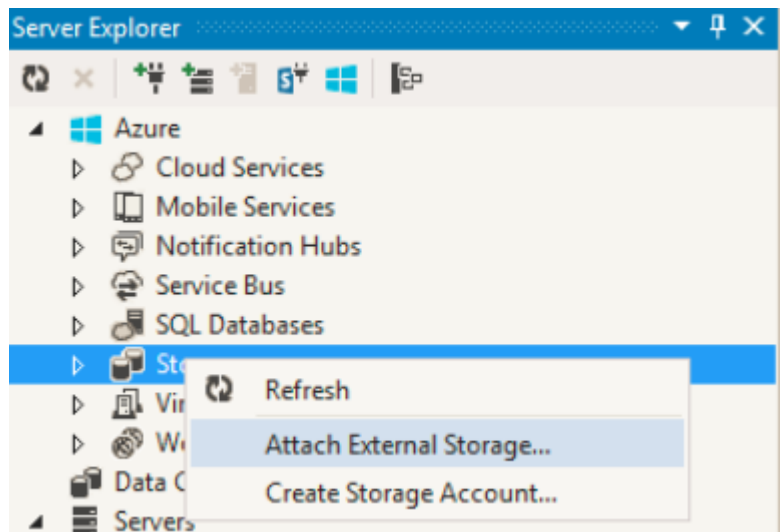 Server Explorer
Azure
Cloud Services
Mobile Services
Notification Hubs
Service Bus
SQL Databases
Refresh
Attach External Storage...
Data
Create Storage Account...
Servers